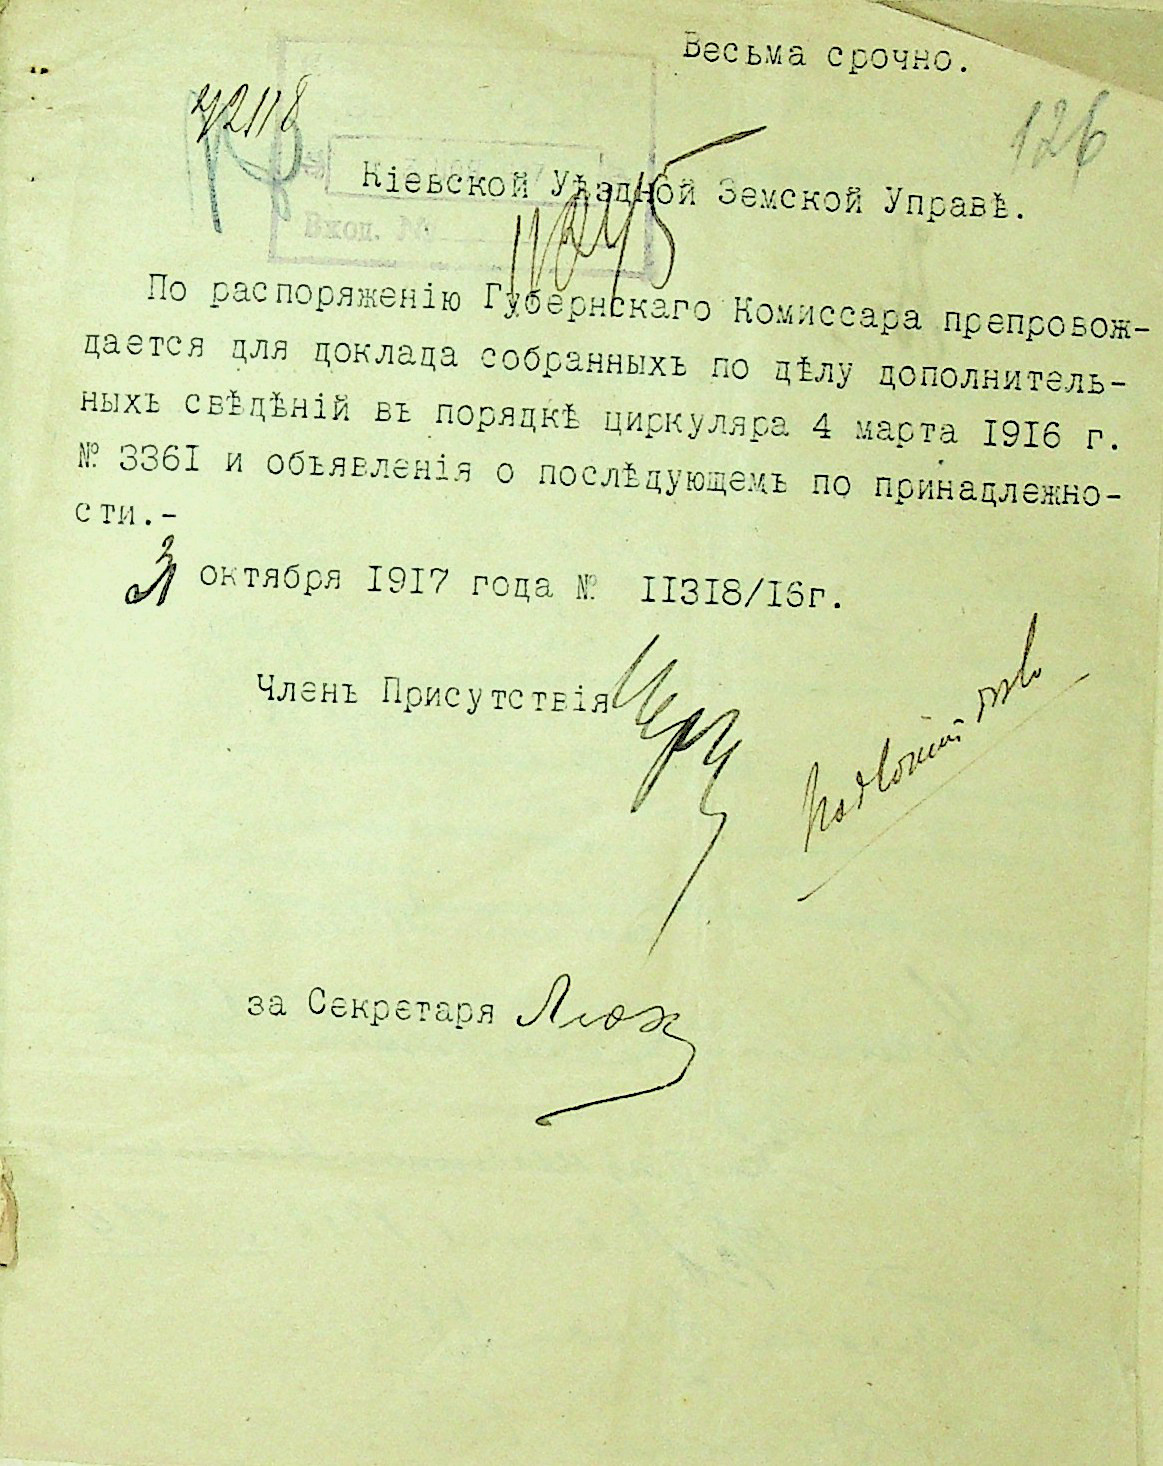 Весьма срочно.
126
Кіевской Уѣздной Земской Управѣ.
Вход. №
По распоряженію Губернскаго Комиссара препровож-
дается для доклада собранныхъ по дѣлу дополнитель-
ныхъ свѣдѣній въ порядкѣ циркуляра 4 марта 1916 г.
№ 3361 и объявленія о послѣдующемъ по принадлежно-
сти.-
3 октября 1917 года № 11318/16г.
Членъ Присутствія
за Секретаря